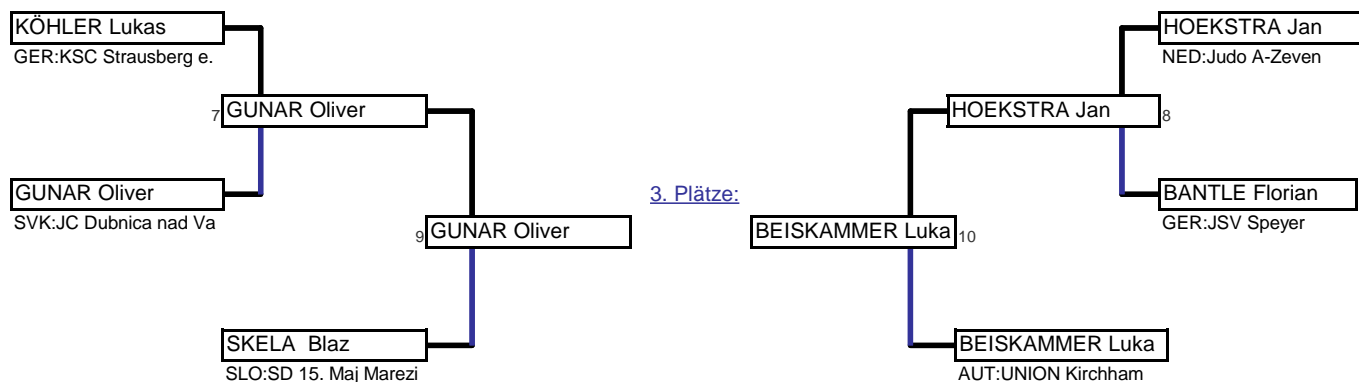 KÖHLER Lukas
GER:KSC Strausberg e.
7 GUNAR Oliver
GUNAR Oliver
SVK:JC Dubnica nad Va
9 GUNAR Oliver
SKELA  Blaz
SLO:SD 15. Maj Marezi
3. Plätze:
HOEKSTRA Jan
NED:Judo A-Zeven
HOEKSTRA Jan 8
BANTLE Florian
GER:JSV Speyer
BEISKAMMER Luka 10
BEISKAMMER Luka
AUT:UNION Kirchham